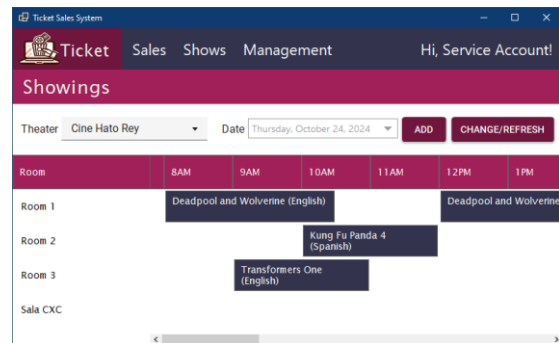 Ticket Sales System
Ticket Sales Shows Management Hi, Service Account!
Showings
Theater Cine Hato Rey Date Thursday, October 24, 2024 ADD CHANGE/REFRESH
Room 8AM 9AM 10AM 11AM 12PM 1PM
Room 1 Deadpool and Wolverine (English) Deadpool and Wolverine
Room 2 Kung Fu Panda 4
(Spanish)
Room 3 Transformers One
(English)
Sala CXC